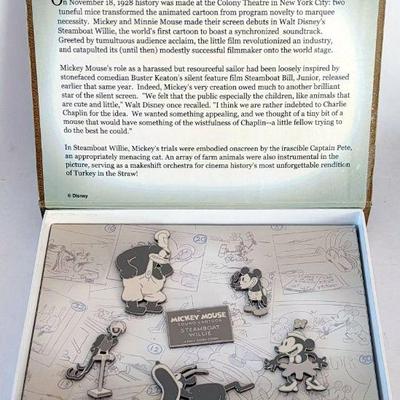 On November 18, 1928 history was made at the Colony Theatre in New York City: two
tuneful mice transformed the animated cartoon from program novelty to marquee
necessity. Mickey and Minnie Mouse made their screen debuts in Walt Disney's
Steamboat Willie, the world's first cartoon to boast a synchronized soundtrack.
Greeted by tumultuous audience acclaim, the little film revolutionized an industry,
and catapulted its (until then) modestly successful filmmaker onto the world stage.
Mickey Mouse's role as a harassed but resourceful sailor had been loosely inspired by
stonefaced comedian Buster Keaton's silent feature film Steamboat Bill, Junior, released
earlier that same year. Indeed, Mickey's very creation owed much to another brilliant
star of the silent screen. "We felt that the public especially the children, like animals that
are cute and little," Walt Disney once recalled. "I think we are rather indebted to Charlie
Chaplin for the idea. We wanted something appealing, and we thought of a tiny bit of a
mouse that would have something of the wistfulness of Chaplin--a little fellow trying to
do the best he could."
In Steamboat Willie, Mickey's trials were embodied onscreen by the irascible Captain Pete,
an appropriately menacing cat. An array of farm animals were also instrumental in the
picture, serving as a makeshift orchestra for cinema history's most unforgettable rendition
of Turkey in the Straw!
© Disney
MICKEY MOUSE
SOUND CARTOON
STEAMBOAT
WILLIE